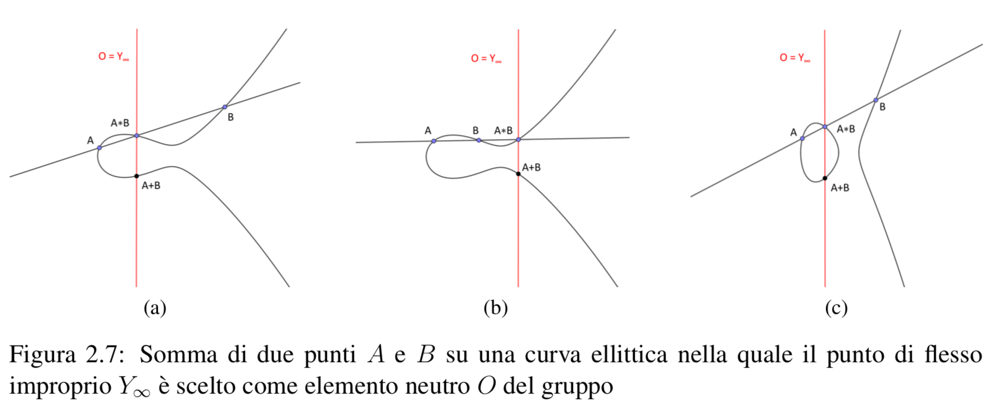 O = Y∞
A∗B
A
B
A+B
(a)
O = Y∞
A
B
A∗B
A+B
(b)
O = Y∞
A
A∗B
B
A+B
(c)
Figura 2.7: Somma di due punti A e B su una curva ellittica nella quale il punto di flesso
improprio Y∞ è scelto come elemento neutro O del gruppo